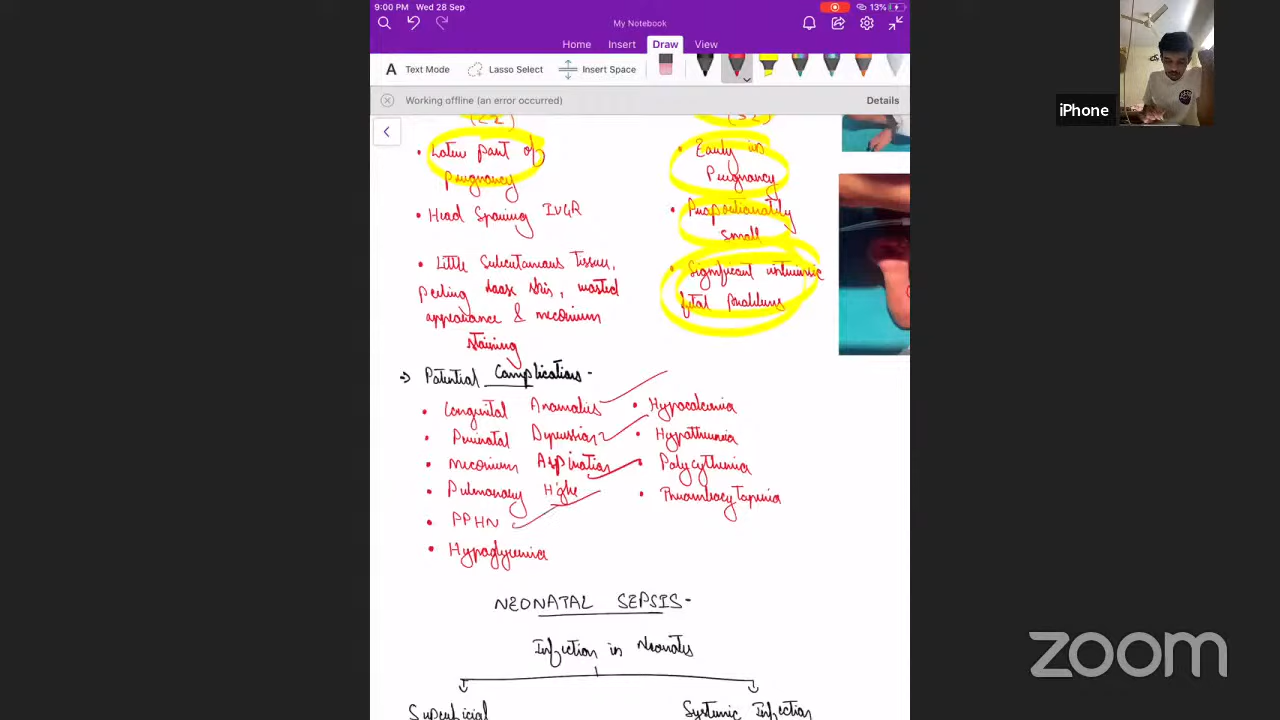 9:00 PM Wed 28 Sep
13%
My Notebook
Home Insert Draw View
Text Mode Lasso Select Insert Space
Working offline (an error occurred) Details
iPhone
• Later part of
pregnancy
• Head Sparing IUGR
• Little Subcutaneous Tissue,
peeling loose skin, wasted
appearance & meconium
staining
• Early in
Pregnancy
• Proportionately
small
• Significant intrinsic
fetal problems
⇒ Potential Complications -
• Congenital Anomalies
• Perinatal Depression
• Meconium Aspiration
• Pulmonary Hghe
• PPHN
• Hypoglycemia
• Hypocalcemia
• Hypothermia
• Polycythemia
• Thrombocytopenia
NEONATAL SEPSIS -
Infection in Neonates
Superficial
Systemic Infection
zoom